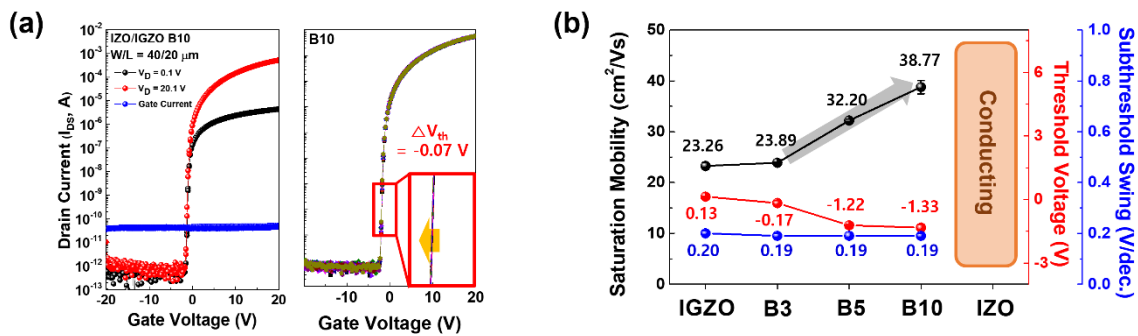 (a)
IZO/IGZO B10
W/L = 40/20 μm
V_D = 0.1 V
V_D = 20.1 V
Gate Current
Drain Current (I_DS, A)
10^-2
10^-3
10^-4
10^-5
10^-6
10^-7
10^-8
10^-9
10^-10
10^-11
10^-12
10^-13
-20 -10 0 10 20
Gate Voltage (V)
B10
ΔV_th
= -0.07 V
-10 0 10 20
Gate Voltage (V)
(b)
Saturation Mobility (cm^2/Vs)
50
40
30
20
10
0
23.26 23.89 32.20 38.77
0.13 -0.17 -1.22 -1.33
0.20 0.19 0.19 0.19
Conducting
IGZO B3 B5 B10 IZO
6
3
0
-3
Threshold Voltage (V)
1.0
0.8
0.6
0.4
0.2
0.0
Subthreshold Swing (V/dec.)